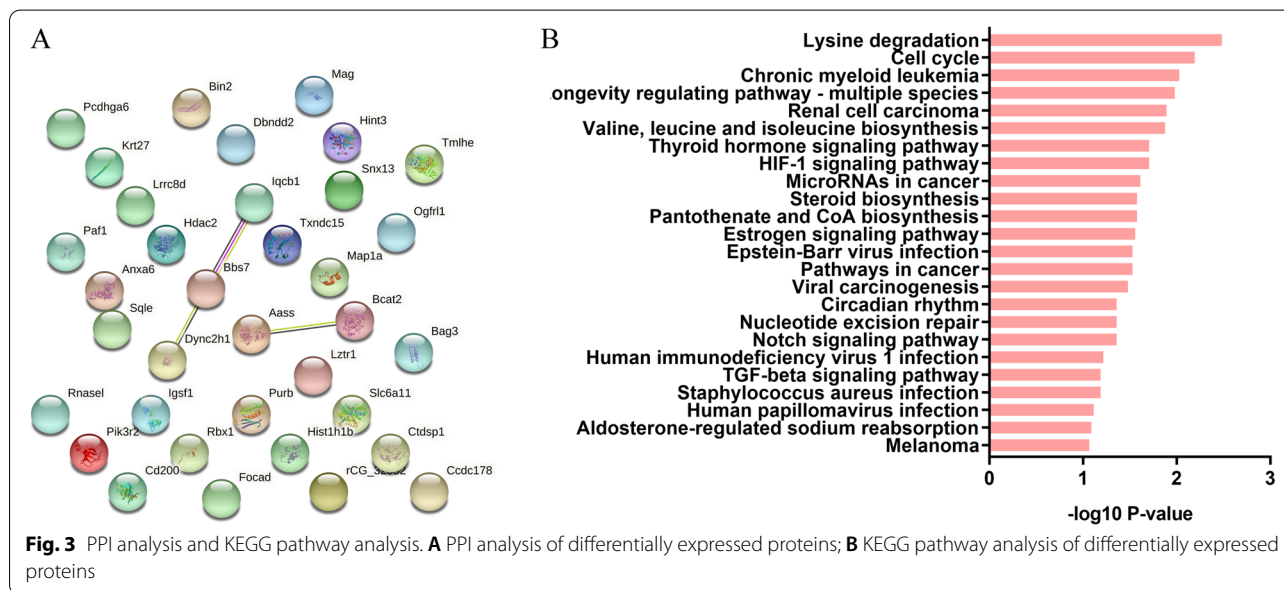 A
B
Mag
Bin2
Pcdhga6
Dbndd2
Hint3
Krt27
Tmlhe
Lrrc8d
Iqcb1
Snx13
Ogfrl1
Paf1
Hdac2
Txndc15
Anxa6
Bbs7
Map1a
Sqle
Aass
Bcat2
Dync2h1
Bag3
Lztr1
Rnasel
Igsf1
Purb
Slc6a11
Pik3r2
Rbx1
Hist1h1b
Ctdsp1
Cd200
Focad
Ccdc178
Lysine degradation
Cell cycle
Chronic myeloid leukemia
ongevity regulating pathway - multiple species
Renal cell carcinoma
Valine, leucine and isoleucine biosynthesis
Thyroid hormone signaling pathway
HIF-1 signaling pathway
MicroRNAs in cancer
Steroid biosynthesis
Pantothenate and CoA biosynthesis
Estrogen signaling pathway
Epstein-Barr virus infection
Pathways in cancer
Viral carcinogenesis
Circadian rhythm
Nucleotide excision repair
Notch signaling pathway
Human immunodeficiency virus 1 infection
TGF-beta signaling pathway
Staphylococcus aureus infection
Human papillomavirus infection
Aldosterone-regulated sodium reabsorption
Melanoma
0 1 2 3
-log10 P-value
Fig. 3 PPI analysis and KEGG pathway analysis. A PPI analysis of differentially expressed proteins; B KEGG pathway analysis of differentially expressed
proteins